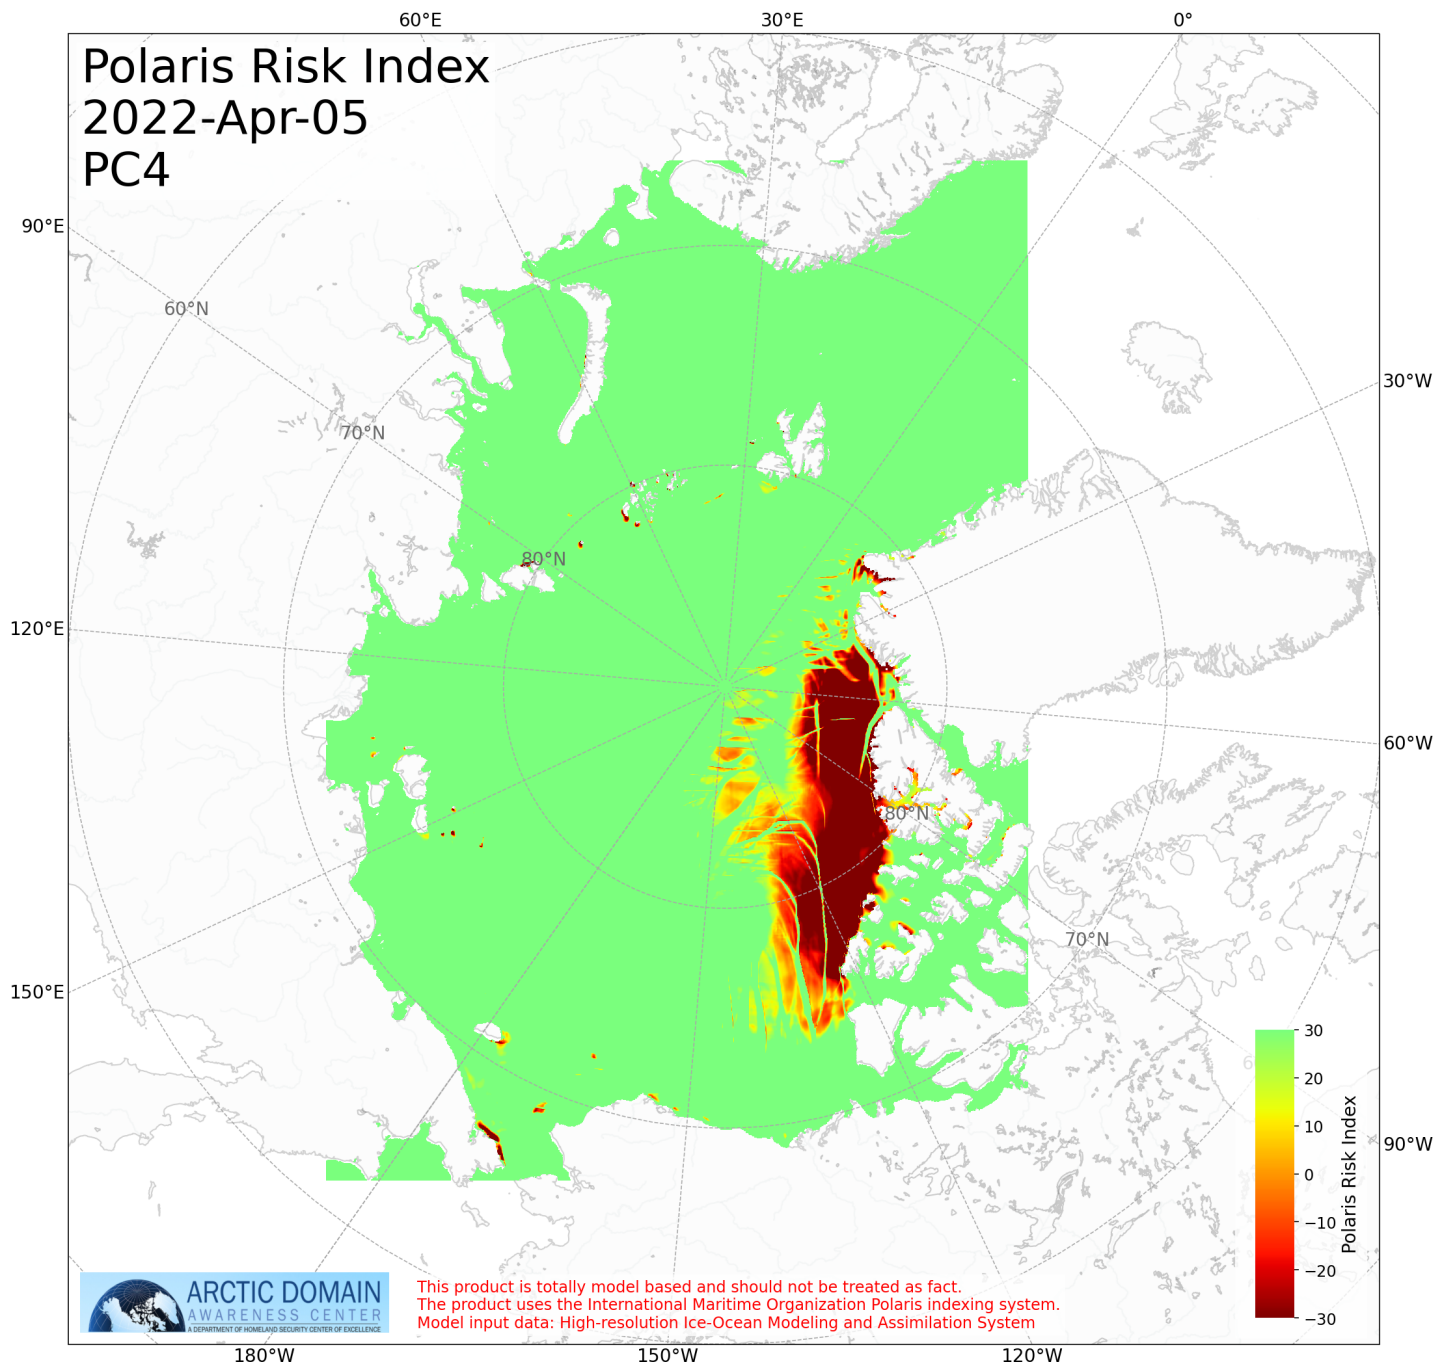 60°E
30°E
0°
Polaris Risk Index
2022-Apr-05
PC4
90°E
60°N
30°W
70°N
80°N
120°E
60°W
80°N
70°N
150°E
30
20
10
0
−10
−20
−30
Polaris Risk Index
90°W
ARCTIC DOMAIN
AWARENESS CENTER
A DEPARTMENT OF HOMELAND SECURITY CENTER OF EXCELLENCE
This product is totally model based and should not be treated as fact.
The product uses the International Maritime Organization Polaris indexing system.
Model input data: High-resolution Ice-Ocean Modeling and Assimilation System
180°W
150°W
120°W